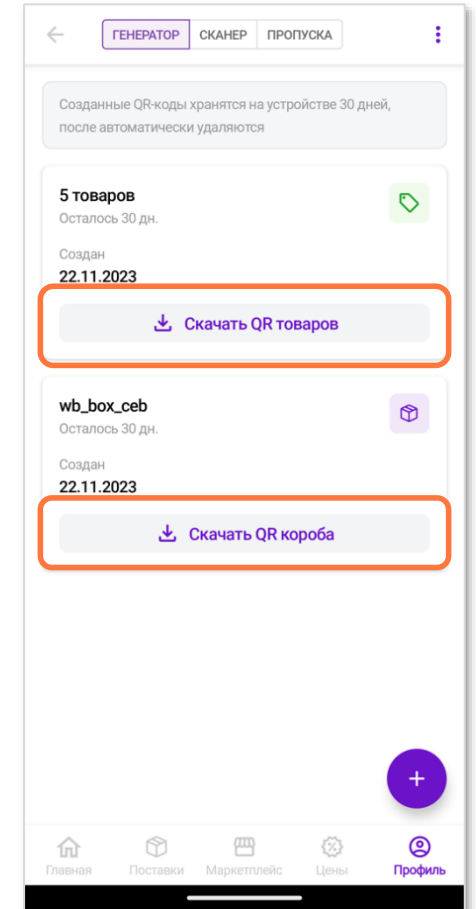 ГЕНЕРАТОР СКАНЕР ПРОПУСКА
Созданные QR-коды хранятся на устройстве 30 дней,
после автоматически удаляются
5 товаров
Осталось 30 дн.
Создан
22.11.2023
Скачать QR товаров
wb_box_ceb
Осталось 30 дн.
Создан
22.11.2023
Скачать QR короба
Главная Поставки Маркетплейс Цены Профиль